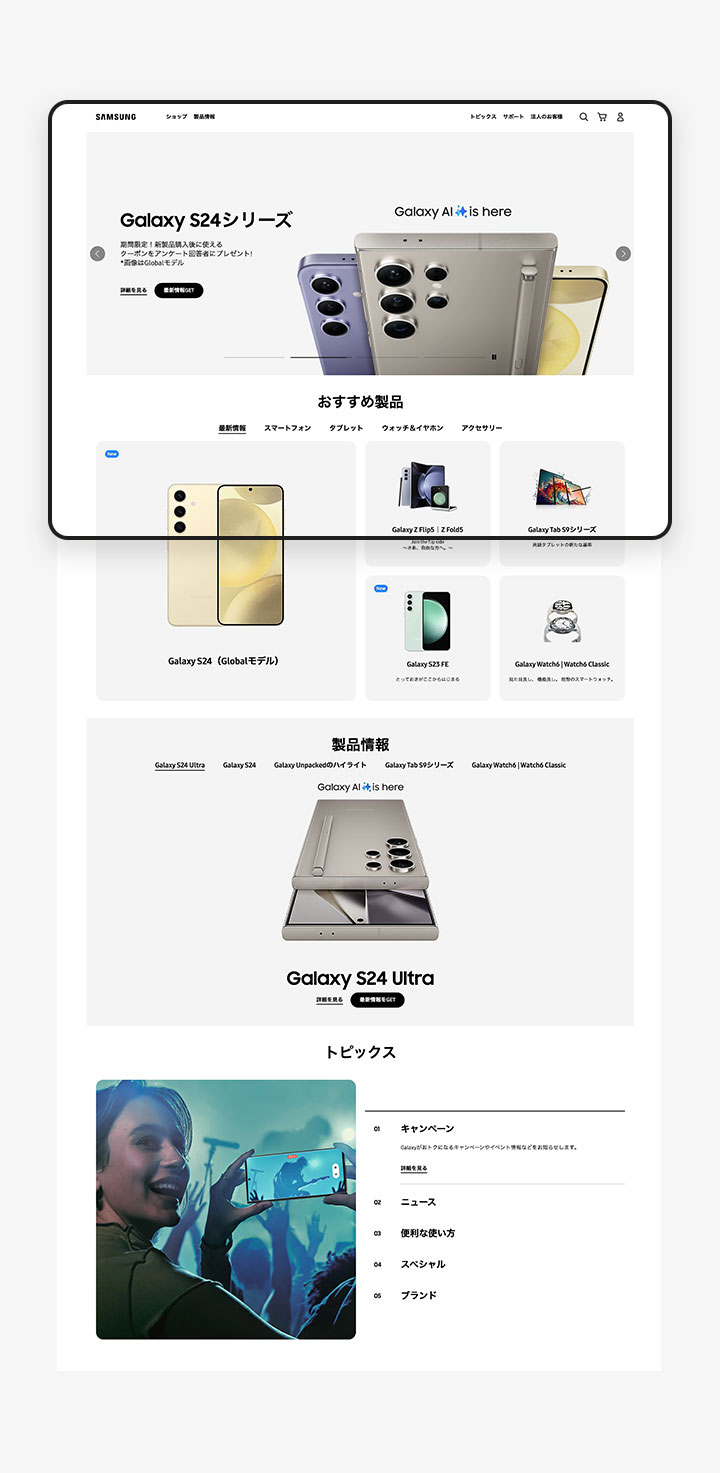 SAMSUNG
ショップ 製品情報
トピックス サポート 法人のお客様
Galaxy S24シリーズ
期間限定！新製品購入後に使える
クーポンをアンケート回答者にプレゼント!
*画像はGlobalモデル
詳細を見る 最新情報GET
Galaxy AI is here
おすすめ製品
最新情報 スマートフォン タブレット ウォッチ＆イヤホン アクセサリー
New
Galaxy S24（Globalモデル）
Galaxy Z Flip5｜Z Fold5
Join the flip side
～さあ、自由な方へ。～
Galaxy Tab S9シリーズ
高級タブレットの新たな基準
New
Galaxy S23 FE
とっておきがここからはじまる
Galaxy Watch6 | Watch6 Classic
見た目良し、機能良し。理想のスマートウォッチ。
製品情報
Galaxy S24 Ultra Galaxy S24 Galaxy Unpackedのハイライト Galaxy Tab S9シリーズ Galaxy Watch6 | Watch6 Classic
Galaxy AI is here
Galaxy S24 Ultra
詳細を見る 最新情報をGET
トピックス
01 キャンペーン
Galaxyがおトクになるキャンペーンやイベント情報などをお知らせします。
詳細を見る
02 ニュース
03 便利な使い方
04 スペシャル
05 ブランド